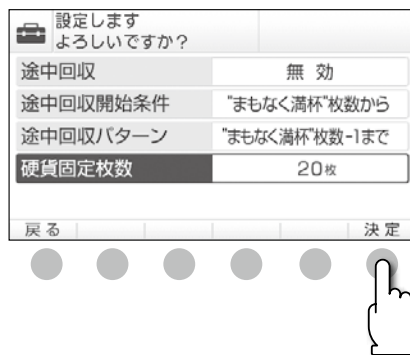 設定します
よろしいですか？
途中回収 無 効
途中回収開始条件 "まもなく満杯"枚数から
途中回収パターン "まもなく満杯"枚数-1まで
硬貨固定枚数 20枚
戻る 決定